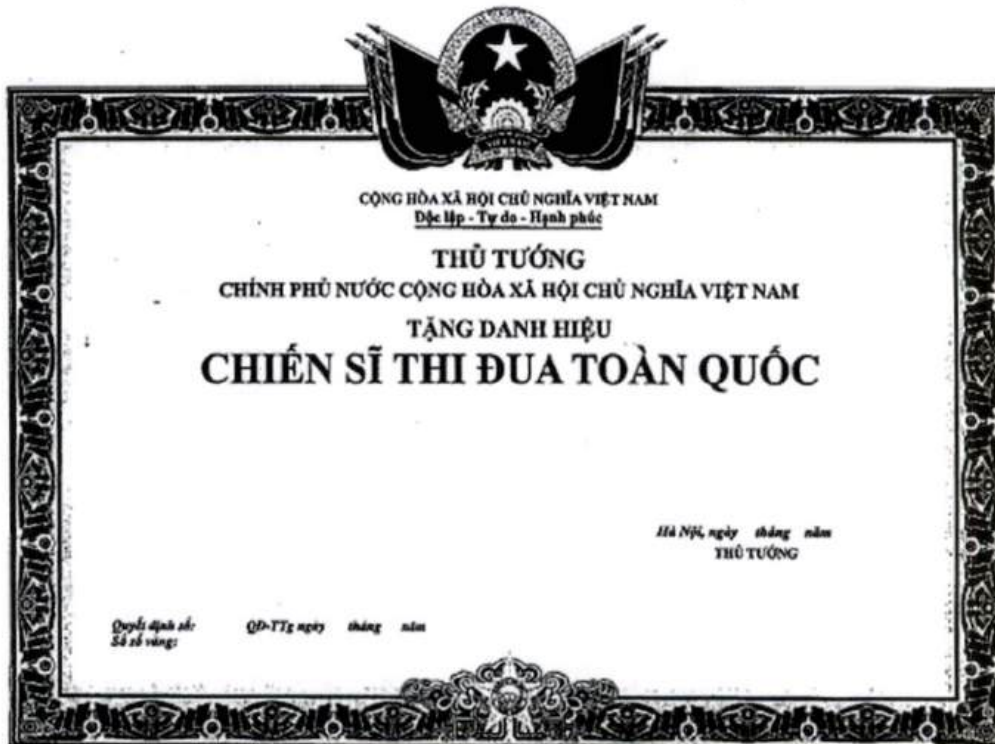 VIỆT NAM
CỘNG HÒA XÃ HỘI CHỦ NGHĨA VIỆT NAM
Độc lập - Tự do - Hạnh phúc
THỦ TƯỚNG
CHÍNH PHỦ NƯỚC CỘNG HÒA XÃ HỘI CHỦ NGHĨA VIỆT NAM
TẶNG DANH HIỆU
CHIẾN SĨ THI ĐUA TOÀN QUỐC
Hà Nội, ngày tháng năm
THỦ TƯỚNG
Quyết định số: QĐ-TTg ngày tháng năm
Số sổ vàng: